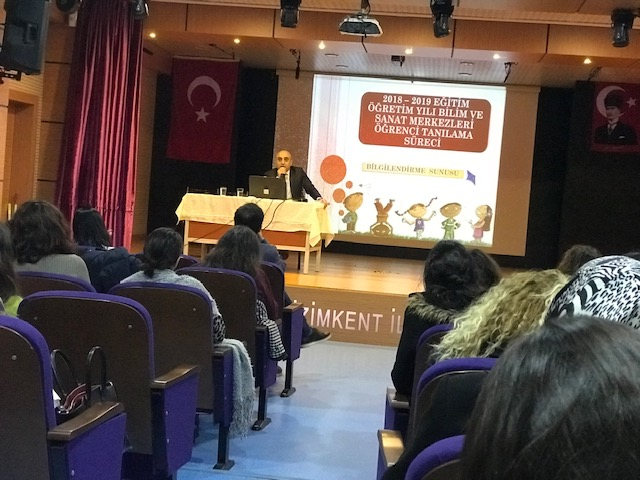 2018 – 2019 EĞİTİM
ÖĞRETİM YILI BİLİM VE
SANAT MERKEZLERİ
ÖĞRENCİ TANILAMA
SÜRECİ
BİLGİLENDİRME SUNUSU
ZİMKENT İ